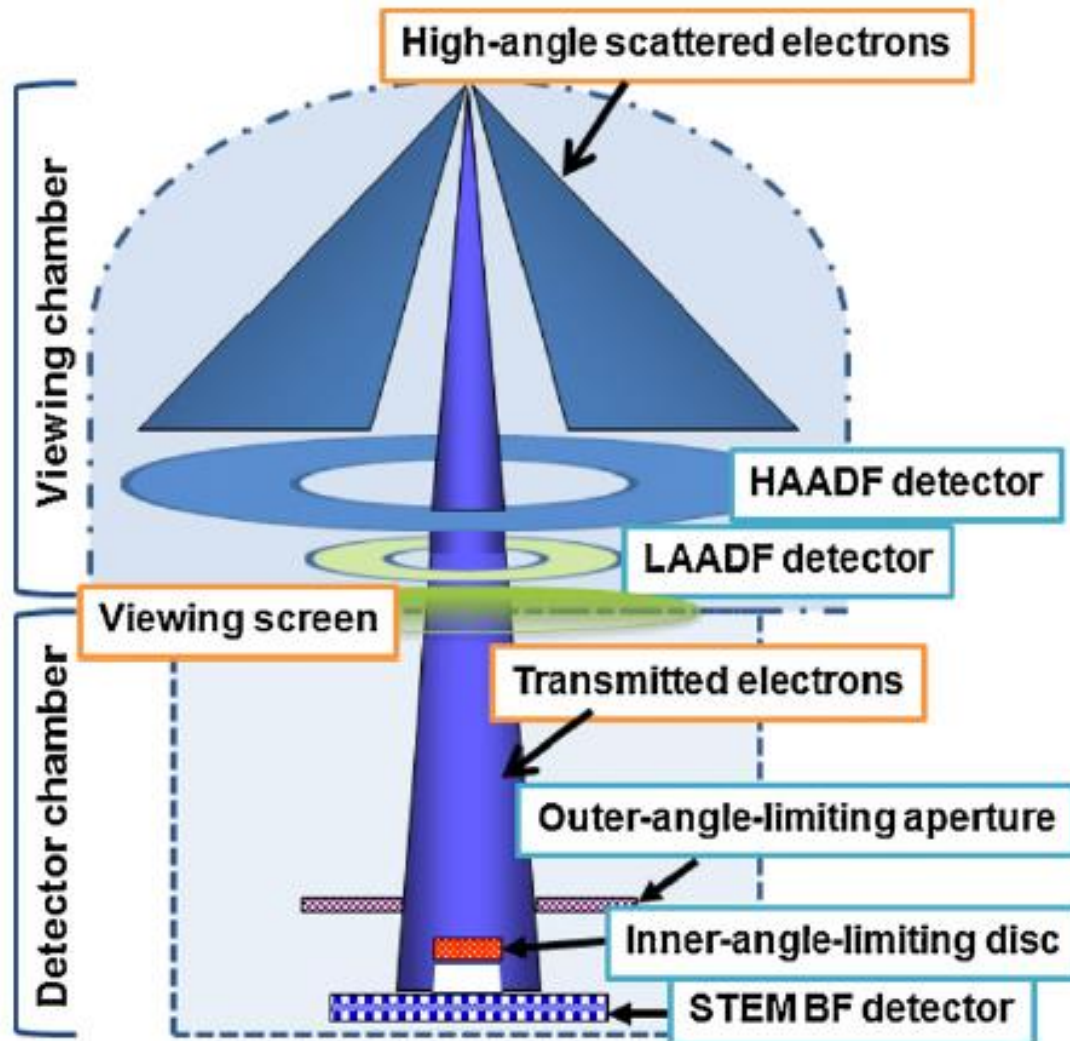 High-angle scattered electrons
Viewing chamber
HAADF detector
LAADF detector
Viewing screen
Transmitted electrons
Detector chamber
Outer-angle-limiting aperture
Inner-angle-limiting disc
STEM BF detector